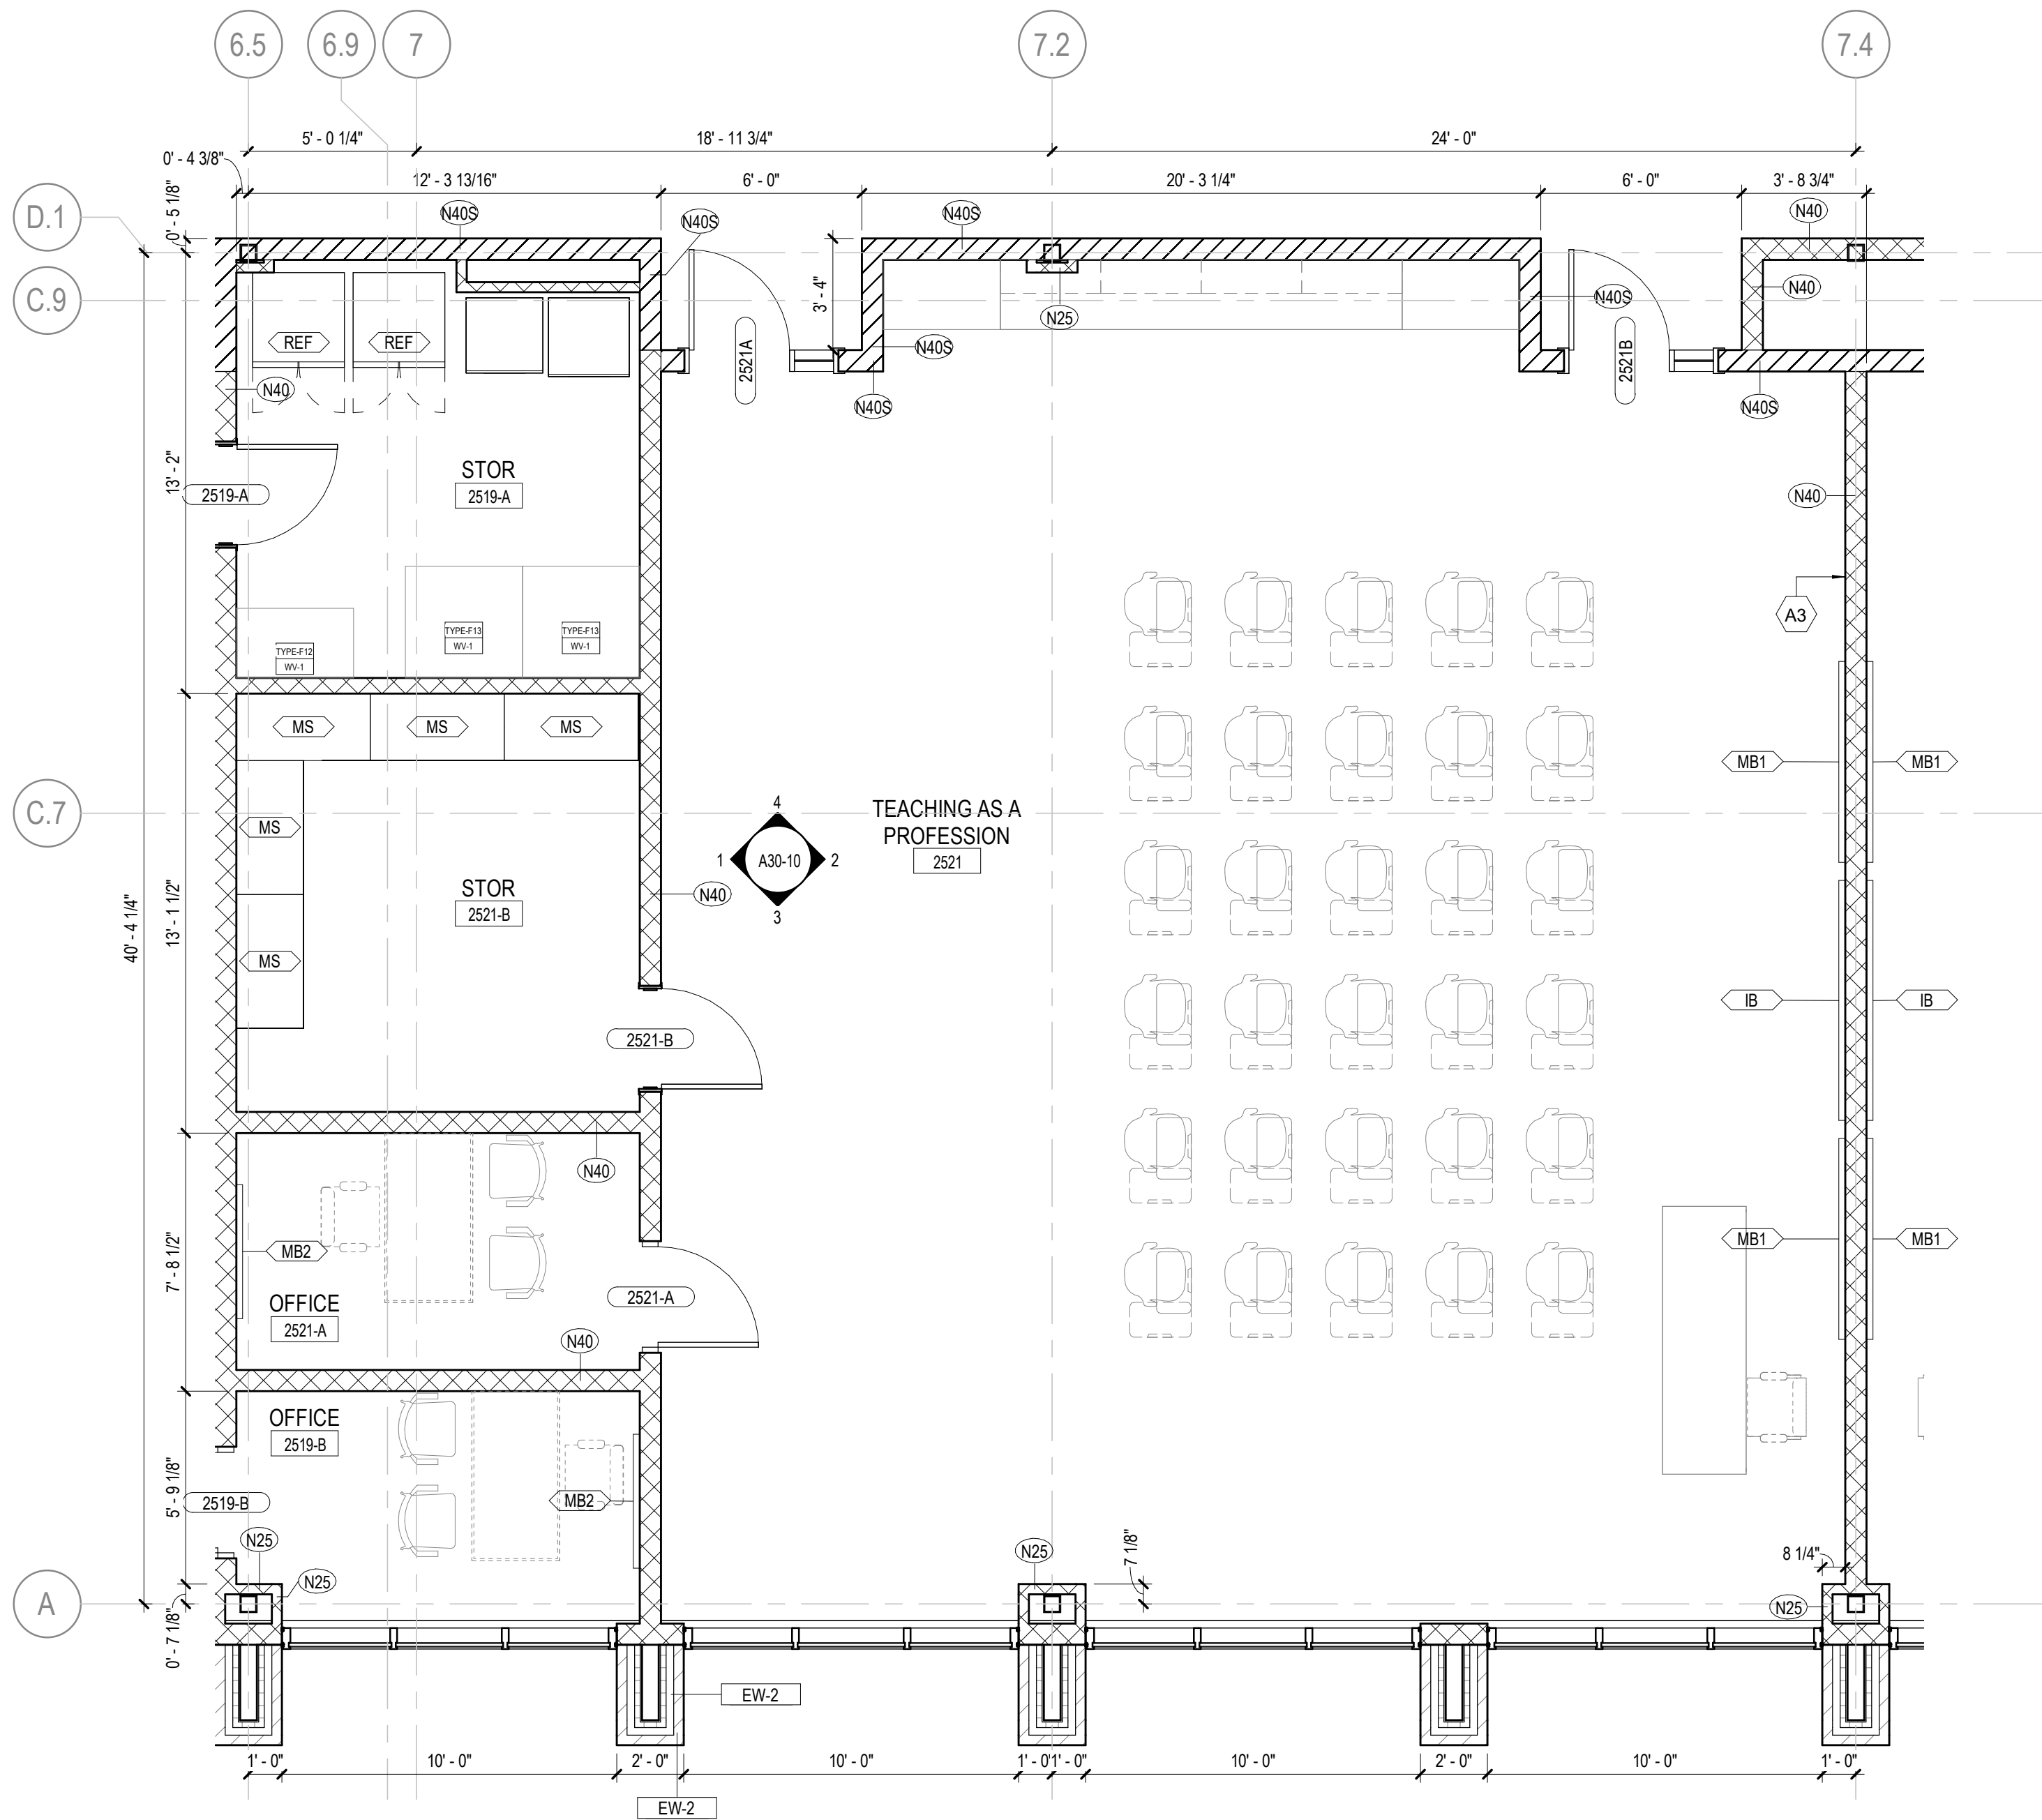 6.5
6.9
7
7.2
7.4
5' - 0 1/4"
18' - 11 3/4"
24' - 0"
0' - 4 3/8"
12' - 3 13/16"
6' - 0"
20' - 3 1/4"
6' - 0"
3' - 8 3/4"
D.1
0' - 5 1/8"
N40S
N40S
N40S
N40
C.9
3' - 4"
N40
N40S
N25
REF
REF
N40S
2521A
2521B
N40
N40S
N40S
STOR
2519-A
2519-A
13' - 2"
N40
A3
TYPE-F12
WV-1
TYPE-F13
WV-1
TYPE-F13
WV-1
MS
MS
MS
MB1
MB1
C.7
MS
4
1
A30-10
2
3
TEACHING AS A
PROFESSION
2521
STOR
2521-B
N40
40' - 4 1/4"
13' - 1 1/2"
MS
IB
IB
2521-B
N40
7' - 8 1/2"
MB2
MB1
MB1
OFFICE
2521-A
2521-A
N40
OFFICE
2519-B
5' - 9 1/8"
2519-B
MB2
N25
N25
N25
7 1/8"
8 1/4"
A
N25
0' - 7 1/8"
EW-2
1' - 0"
10' - 0"
2' - 0"
10' - 0"
1' - 0"
1' - 0"
10' - 0"
2' - 0"
10' - 0"
1' - 0"
EW-2